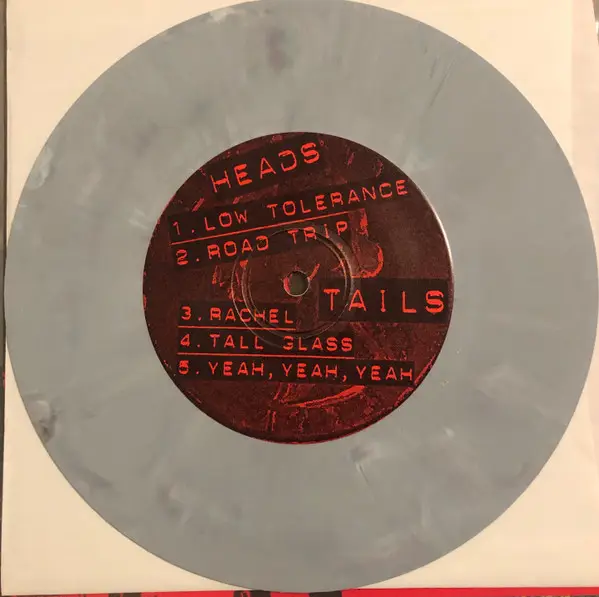 HEADS
1. LOW TOLERANCE
2. ROAD TRIP
TAILS
3. RACHEL
4. TALL GLASS
5. YEAH, YEAH, YEAH